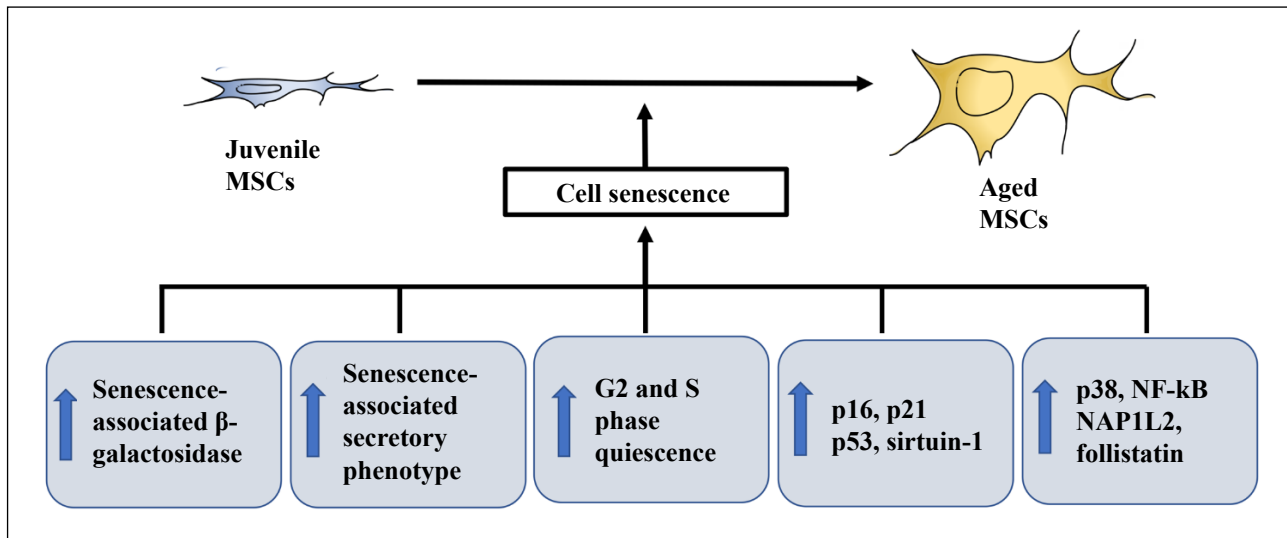 Juvenile
MSCs
Aged
MSCs
Cell senescence
Senescence-
associated β-
galactosidase
Senescence-
associated
secretory
phenotype
G2 and S
phase
quiescence
p16, p21
p53, sirtuin-1
p38, NF-kB
NAP1L2,
follistatin